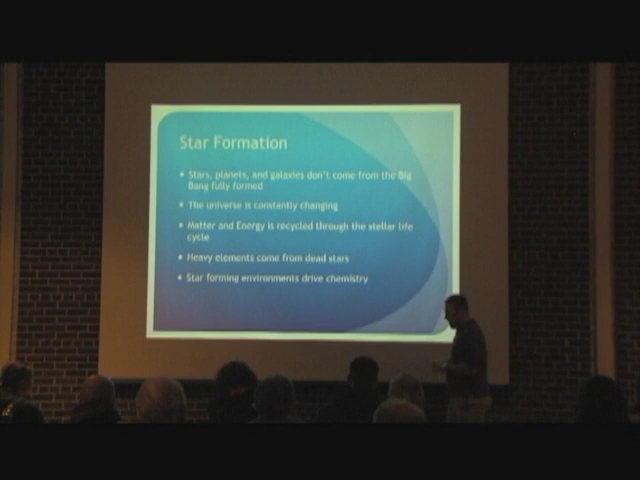 Star Formation
• Stars, planets, and galaxies don't come from the Big
Bang fully formed
• The universe is constantly changing
• Matter and Energy is recycled through the stellar life
cycle
• Heavy elements come from dead stars
• Star forming environments drive chemistry